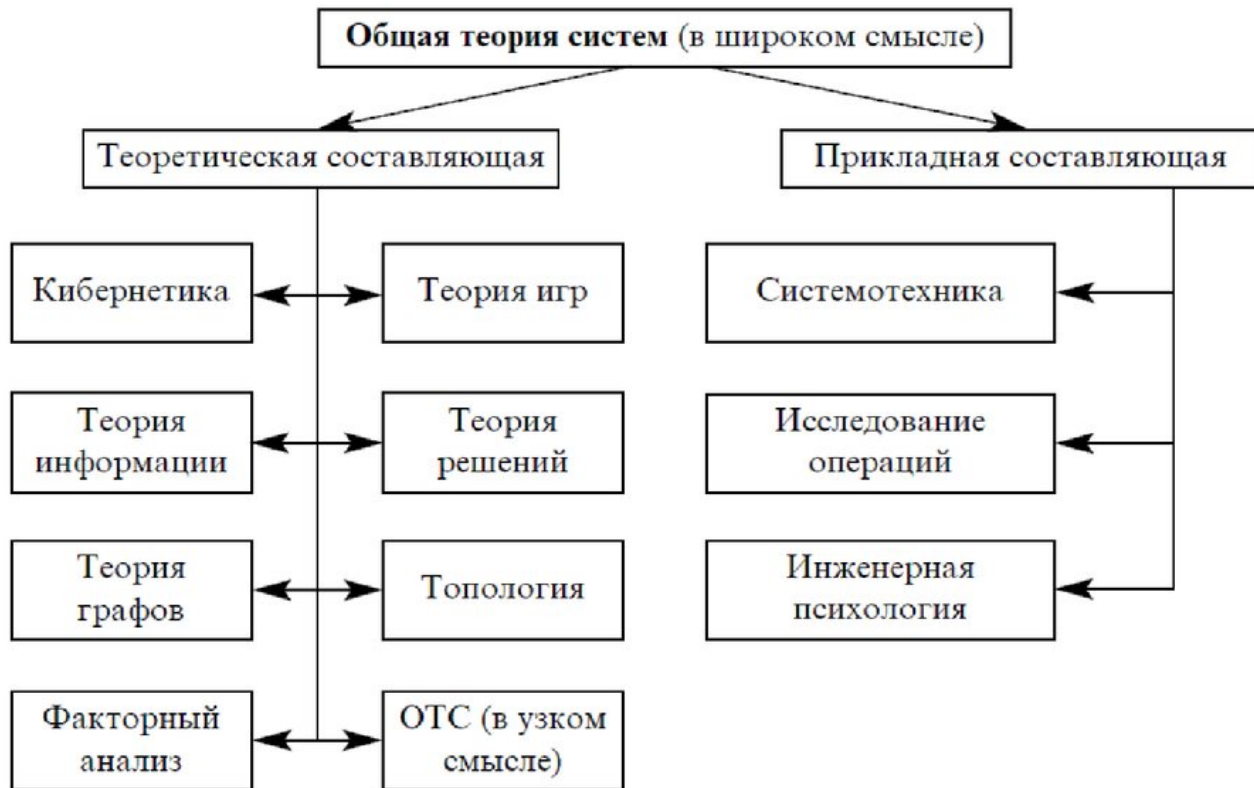 Общая теория систем (в широком смысле)
Теоретическая составляющая
Прикладная составляющая
Кибернетика
Теория игр
Системотехника
Теория
информации
Теория
решений
Исследование
операций
Теория
графов
Топология
Инженерная
психология
Факторный
анализ
ОТС (в узком
смысле)